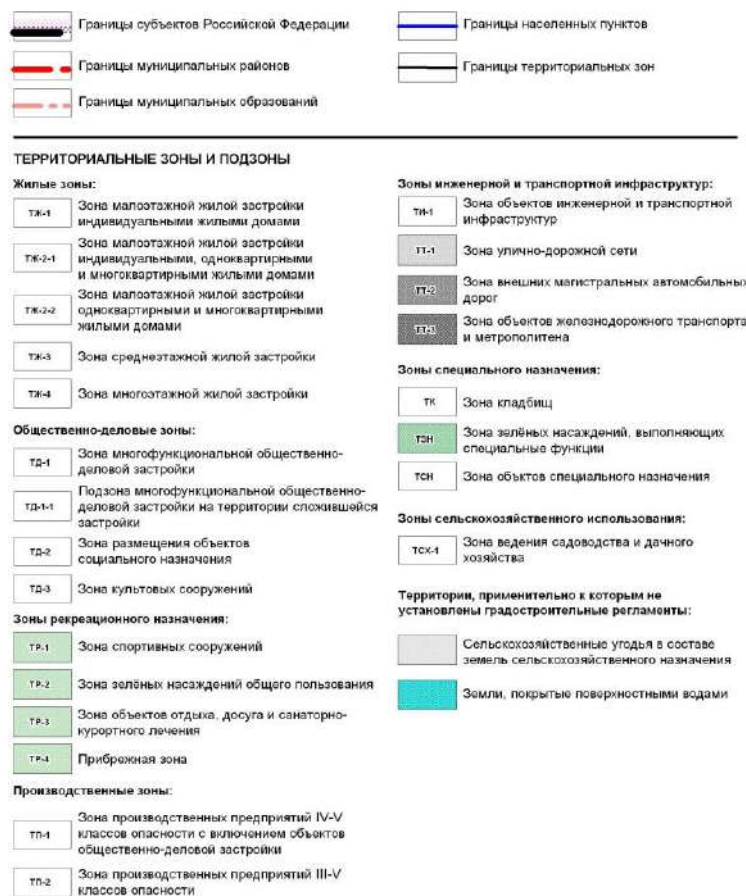 Границы субъектов Российской Федерации
Границы муниципальных районов
Границы муниципальных образований
Границы населенных пунктов
Границы территориальных зон
ТЕРРИТОРИАЛЬНЫЕ ЗОНЫ И ПОДЗОНЫ
Жилые зоны:
ТЖ-1
Зона малоэтажной жилой застройки
индивидуальными жилыми домами
ТЖ-2-1
Зона малоэтажной жилой застройки
индивидуальными, одноквартирными
и многоквартирными жилыми домами
ТЖ-2-2
Зона малоэтажной жилой застройки
одноквартирными и многоквартирными
жилыми домами
ТЖ-3
Зона среднеэтажной жилой застройки
ТЖ-4
Зона многоэтажной жилой застройки
Общественно-деловые зоны:
ТД-1
Зона многофункциональной общественно-
деловой застройки
ТД-1-1
Подзона многофункциональной общественно-
деловой застройки на территории сложившейся
застройки
ТД-2
Зона размещения объектов
социального назначения
ТД-3
Зона культовых сооружений
Зоны рекреационного назначения:
ТР-1
Зона спортивных сооружений
ТР-2
Зона зелёных насаждений общего пользования
ТР-3
Зона объектов отдыха, досуга и санаторно-
курортного лечения
ТР-4
Прибрежная зона
Производственные зоны:
ТП-1
Зона производственных предприятий IV-V
классов опасности с включением объектов
общественно-деловой застройки
ТП-2
Зона производственных предприятий III-V
классов опасности
Зоны инженерной и транспортной инфраструктур:
ТИ-1
Зона объектов инженерной и транспортной
инфраструктур
ТТ-1
Зона улично-дорожной сети
ТТ-2
Зона внешних магистральных автомобильных
дорог
ТТ-3
Зона объектов железнодорожного транспорта
и метрополитена
Зоны специального назначения:
ТК
Зона кладбищ
ТЗН
Зона зелёных насаждений, выполняющих
специальные функции
ТСН
Зона объктов специального назначения
Зоны сельскохозяйственного использования:
ТСХ-1
Зона ведения садоводства и дачного
хозяйства
Территории, применительно к которым не
установлены градостроительные регламенты:
Сельскохозяйственные угодья в составе
земель сельскохозяйственного назначения
Земли, покрытые поверхностными водами